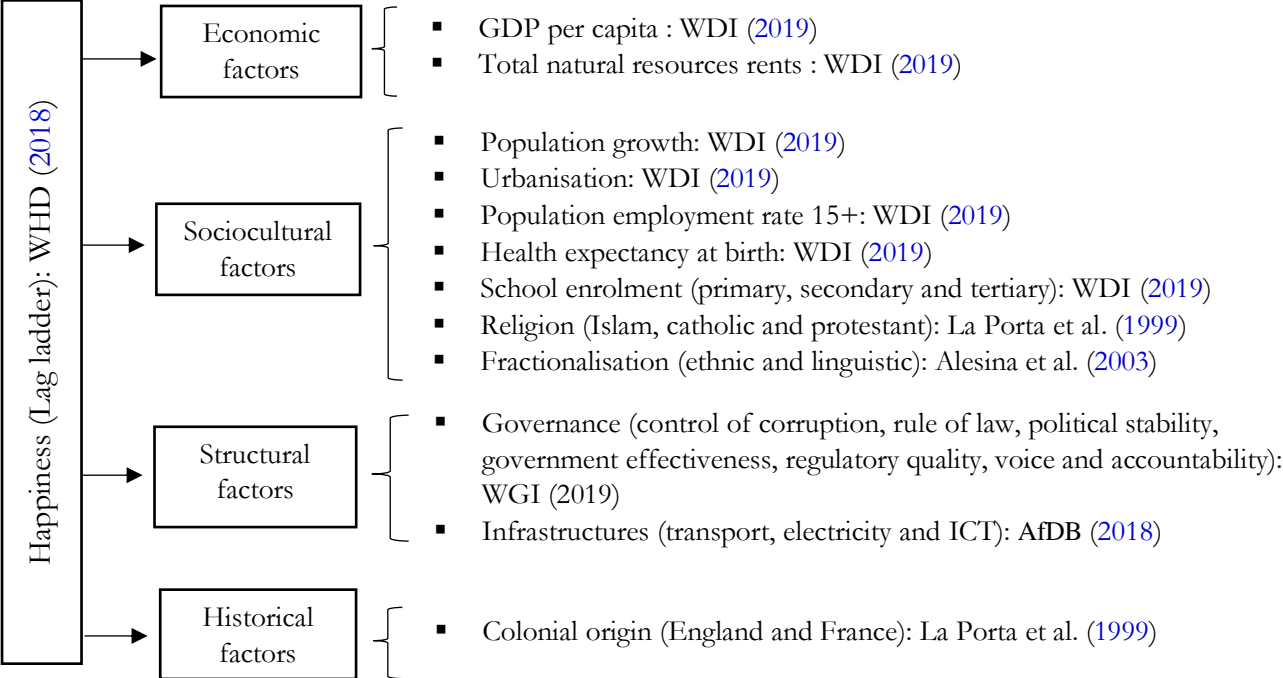 Happiness (Lag ladder): WHD (2018)
Economic
factors
▪ GDP per capita : WDI (2019)
▪ Total natural resources rents : WDI (2019)
Sociocultural
factors
▪ Population growth: WDI (2019)
▪ Urbanisation: WDI (2019)
▪ Population employment rate 15+: WDI (2019)
▪ Health expectancy at birth: WDI (2019)
▪ School enrolment (primary, secondary and tertiary): WDI (2019)
▪ Religion (Islam, catholic and protestant): La Porta et al. (1999)
▪ Fractionalisation (ethnic and linguistic): Alesina et al. (2003)
Structural
factors
▪ Governance (control of corruption, rule of law, political stability,
government effectiveness, regulatory quality, voice and accountability):
WGI (2019)
▪ Infrastructures (transport, electricity and ICT): AfDB (2018)
Historical
factors
▪ Colonial origin (England and France): La Porta et al. (1999)